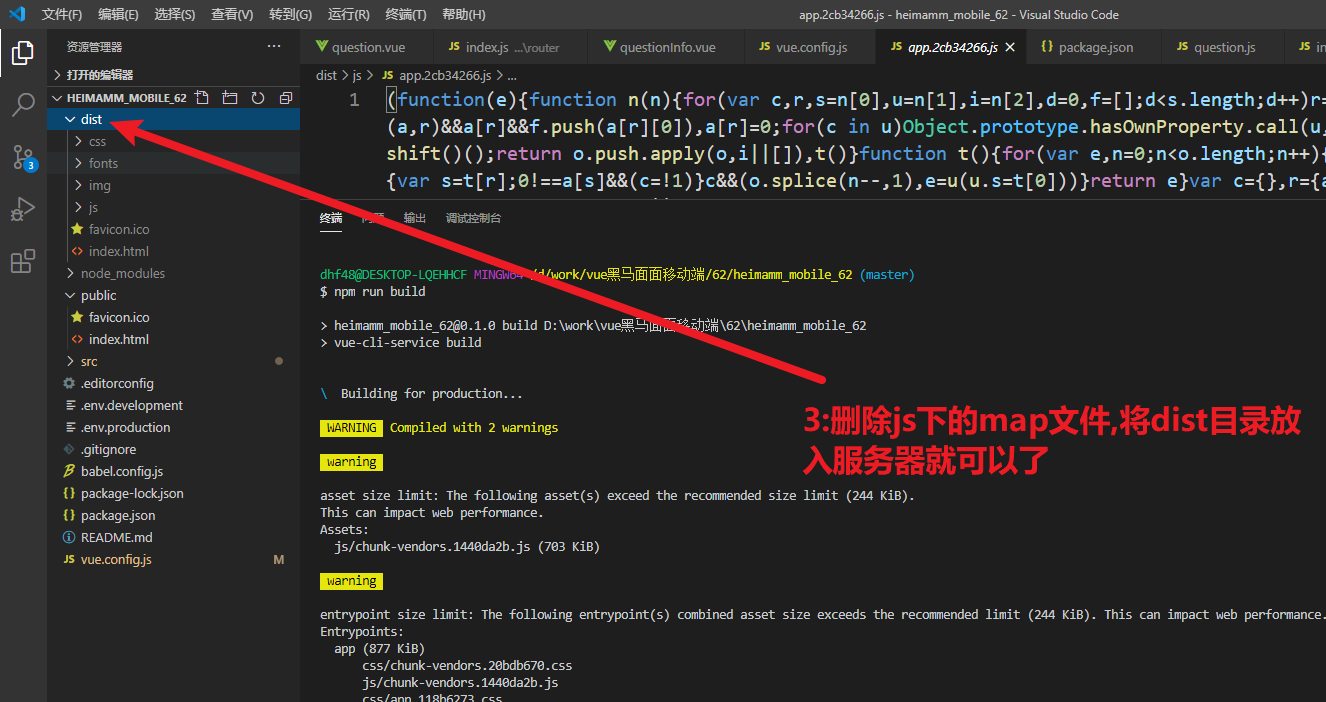 文件(F) 编辑(E) 选择(S) 查看(V) 转到(G) 运行(R) 终端(T) 帮助(H)
app.2cb34266.js - heimamm_mobile_62 - Visual Studio Code
资源管理器 ···
question.vue JS index.js ...\router questionInfo.vue JS vue.config.js JS app.2cb34266.js {} package.json JS question.js JS in
打开的编辑器
dist > js > JS app.2cb34266.js > ...
HEIMAMM_MOBILE_62
dist
css
fonts
img
js
favicon.ico
index.html
node_modules
public
favicon.ico
index.html
src
.editorconfig
.env.development
.env.production
.gitignore
babel.config.js
{} package-lock.json
{} package.json
README.md
JS vue.config.js M
3
1 (function(e){function n(n){for(var c,r,s=n[0],u=n[1],i=n[2],d=0,f=[];d<s.length;d++)r=
(a,r)&&a[r]&&f.push(a[r][0]),a[r]=0;for(c in u)Object.prototype.hasOwnProperty.call(u,
shift()();return o.push.apply(o,i||[]),t()}function t(){for(var e,n=0;n<o.length;n++){
{var s=t[r];0!==a[s]&&(c=!1)}c&&(o.splice(n--,1),e=u(u.s=t[0]))}return e}var c={},r={a
终端 问题 输出 调试控制台
dhf48@DESKTOP-LQEHHCF MINGW64 /d/work/vue黑马面面移动端/62/heimamm_mobile_62 (master)
$ npm run build
> heimamm_mobile_62@0.1.0 build D:\work\vue黑马面面移动端\62\heimamm_mobile_62
> vue-cli-service build
\ Building for production...
WARNING Compiled with 2 warnings
warning
asset size limit: The following asset(s) exceed the recommended size limit (244 KiB).
This can impact web performance.
Assets:
js/chunk-vendors.1440da2b.js (703 KiB)
warning
entrypoint size limit: The following entrypoint(s) combined asset size exceeds the recommended limit (244 KiB). This can impact web performance.
Entrypoints:
app (877 KiB)
css/chunk-vendors.20bdb670.css
js/chunk-vendors.1440da2b.js
css/app.118b6273.css
3:删除js下的map文件,将dist目录放
入服务器就可以了